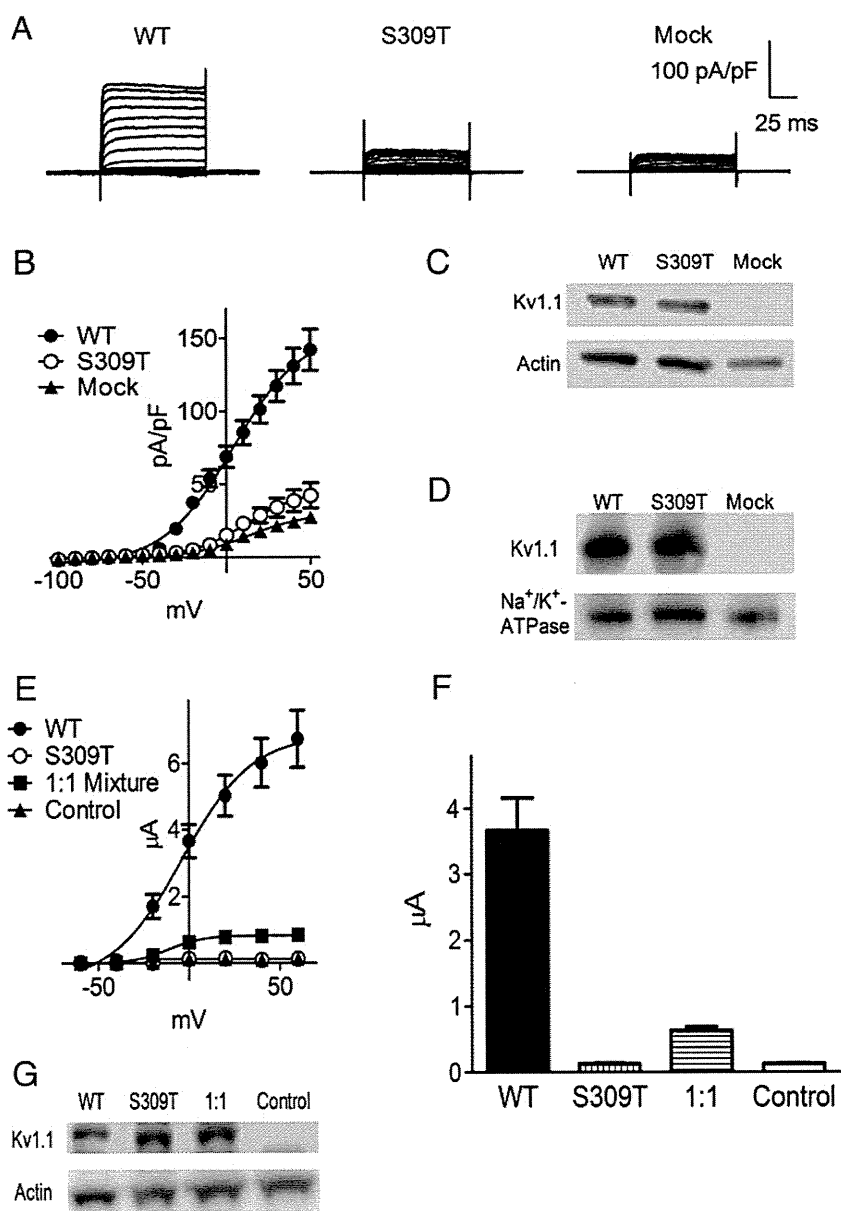 A
WT
S309T
Mock
100 pA/pF
25 ms
B
WT
S309T
Mock
pA/pF
150
100
50
-100
-50
50
mV
C
WT
S309T
Mock
Kv1.1
Actin
D
WT
S309T
Mock
Kv1.1
Na⁺/K⁺-
ATPase
E
WT
S309T
1:1 Mixture
Control
µA
6
4
2
-50
50
mV
F
µA
4
3
2
1
0
WT
S309T
1:1
Control
G
WT
S309T
1:1
Control
Kv1.1
Actin